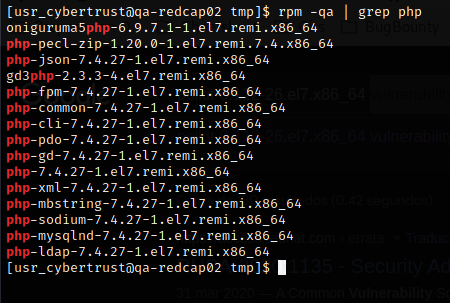 [usr_cybertrust@qa-redcap02 tmp]$ rpm -qa | grep php
oniguruma5php-6.9.7.1-1.el7.remi.x86_64
php-pecl-zip-1.20.0-1.el7.remi.7.4.x86_64
php-json-7.4.27-1.el7.remi.x86_64
gd3php-2.3.3-4.el7.remi.x86_64
php-fpm-7.4.27-1.el7.remi.x86_64
php-common-7.4.27-1.el7.remi.x86_64
php-cli-7.4.27-1.el7.remi.x86_64
php-pdo-7.4.27-1.el7.remi.x86_64
php-gd-7.4.27-1.el7.remi.x86_64
php-7.4.27-1.el7.remi.x86_64
php-xml-7.4.27-1.el7.remi.x86_64
php-mbstring-7.4.27-1.el7.remi.x86_64
php-sodium-7.4.27-1.el7.remi.x86_64
php-mysqlnd-7.4.27-1.el7.remi.x86_64
php-ldap-7.4.27-1.el7.remi.x86_64
[usr_cybertrust@qa-redcap02 tmp]$
BugBounty